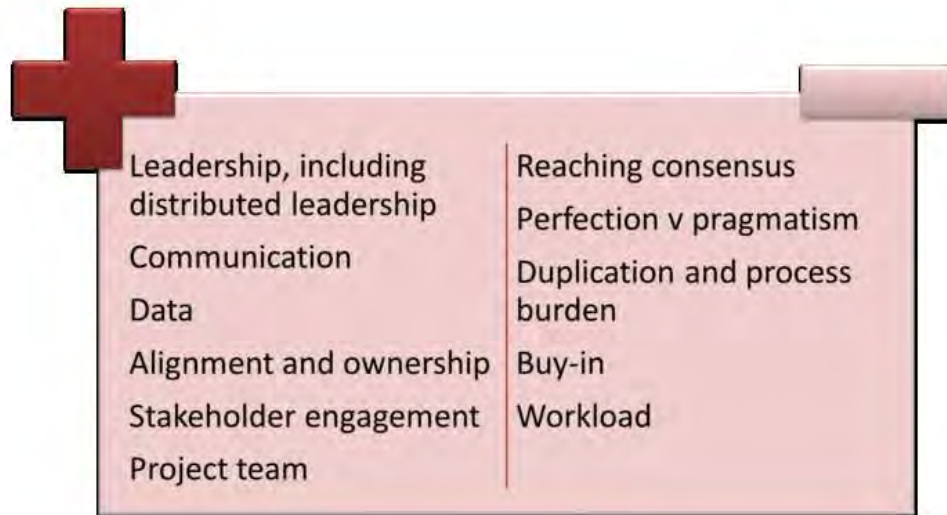 Leadership, including
distributed leadership
Communication
Data
Alignment and ownership
Stakeholder engagement
Project team
Reaching consensus
Perfection v pragmatism
Duplication and process
burden
Buy-in
Workload